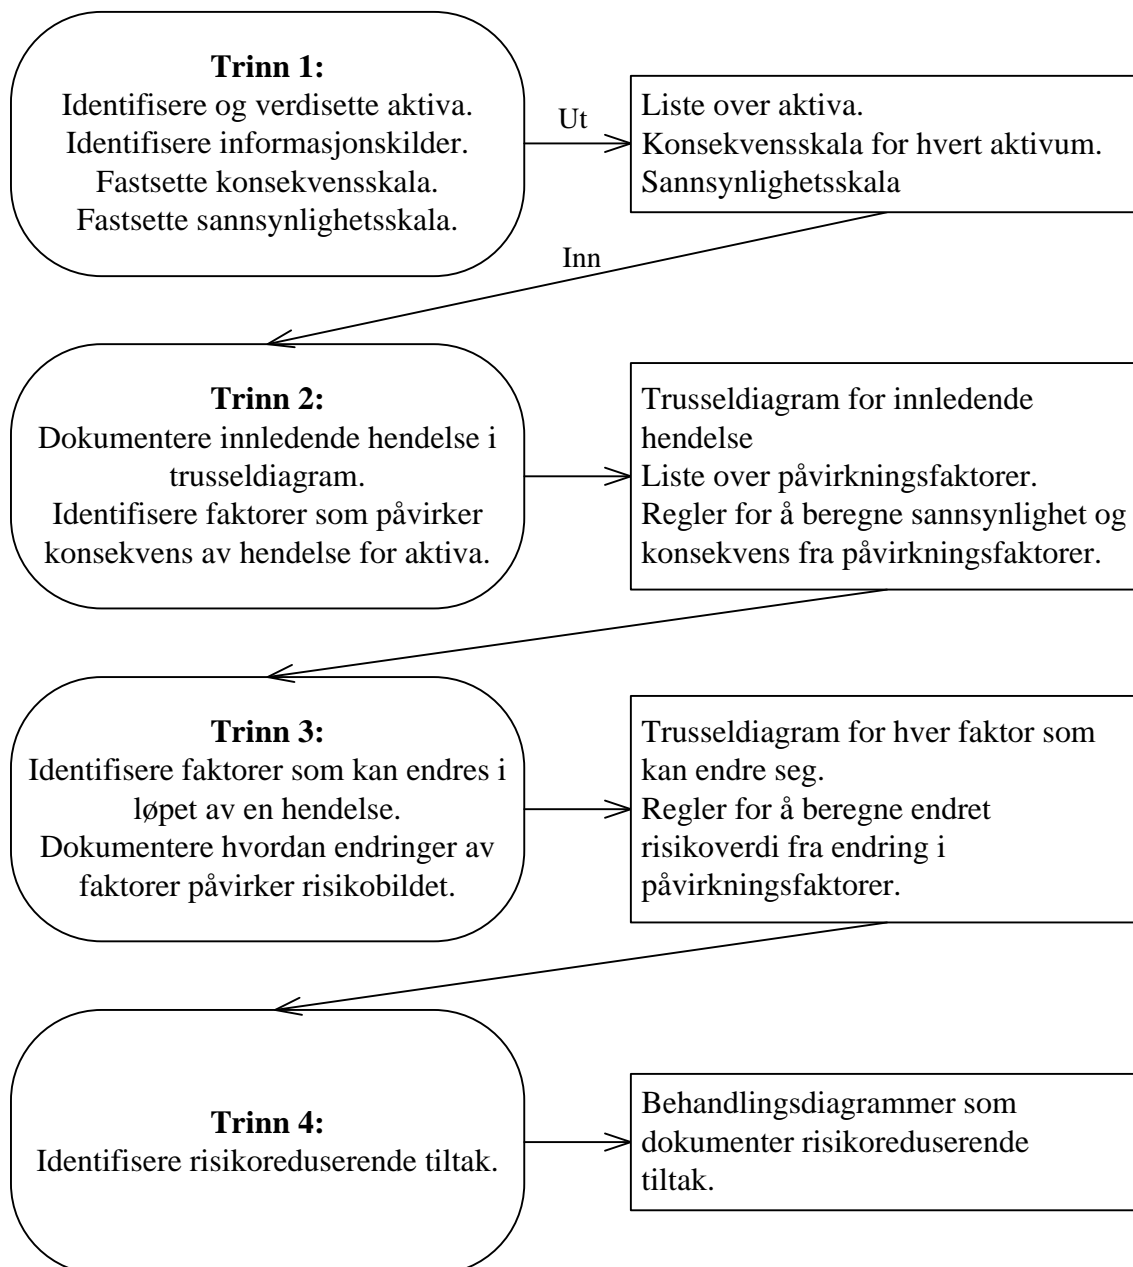 Trinn 1:
Identifisere og verdisette aktiva.
Identifisere informasjonskilder.
Fastsette konsekvensskala.
Fastsette sannsynlighetsskala.
Ut
Liste over aktiva.
Konsekvensskala for hvert aktivum.
Sannsynlighetsskala
Inn
Trinn 2:
Dokumentere innledende hendelse i
trusseldiagram.
Identifisere faktorer som påvirker
konsekvens av hendelse for aktiva.
Trusseldiagram for innledende
hendelse
Liste over påvirkningsfaktorer.
Regler for å beregne sannsynlighet og
konsekvens fra påvirkningsfaktorer.
Trinn 3:
Identifisere faktorer som kan endres i
løpet av en hendelse.
Dokumentere hvordan endringer av
faktorer påvirker risikobildet.
Trusseldiagram for hver faktor som
kan endre seg.
Regler for å beregne endret
risikoverdi fra endring i
påvirkningsfaktorer.
Trinn 4:
Identifisere risikoreduserende tiltak.
Behandlingsdiagrammer som
dokumenter risikoreduserende
tiltak.